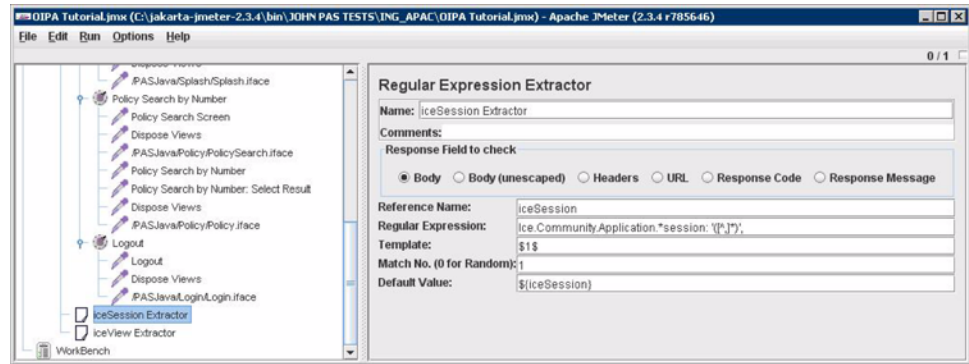 OIPA Tutorial.jmx (C:\jakarta-jmeter-2.3.4\bin\JOHN PAS TESTS\ING_APAC\OIPA Tutorial.jmx) - Apache JMeter (2.3.4 r785646)
File Edit Run Options Help
0 / 1
Dispose Views
/PASJava/Splash/Splash.iface
Policy Search by Number
Policy Search Screen
Dispose Views
/PASJava/Policy/PolicySearch.iface
Policy Search by Number
Policy Search by Number: Select Result
Dispose Views
/PASJava/Policy/Policy.iface
Logout
Logout
Dispose Views
/PASJava/Login/Login.iface
iceSession Extractor
iceView Extractor
WorkBench
Regular Expression Extractor
Name: iceSession Extractor
Comments:
Response Field to check
Body Body (unescaped) Headers URL Response Code Response Message
Reference Name: iceSession
Regular Expression: Ice.Community.Application.*session: '([^,]*)',
Template: $1$
Match No. (0 for Random): 1
Default Value: ${iceSession}